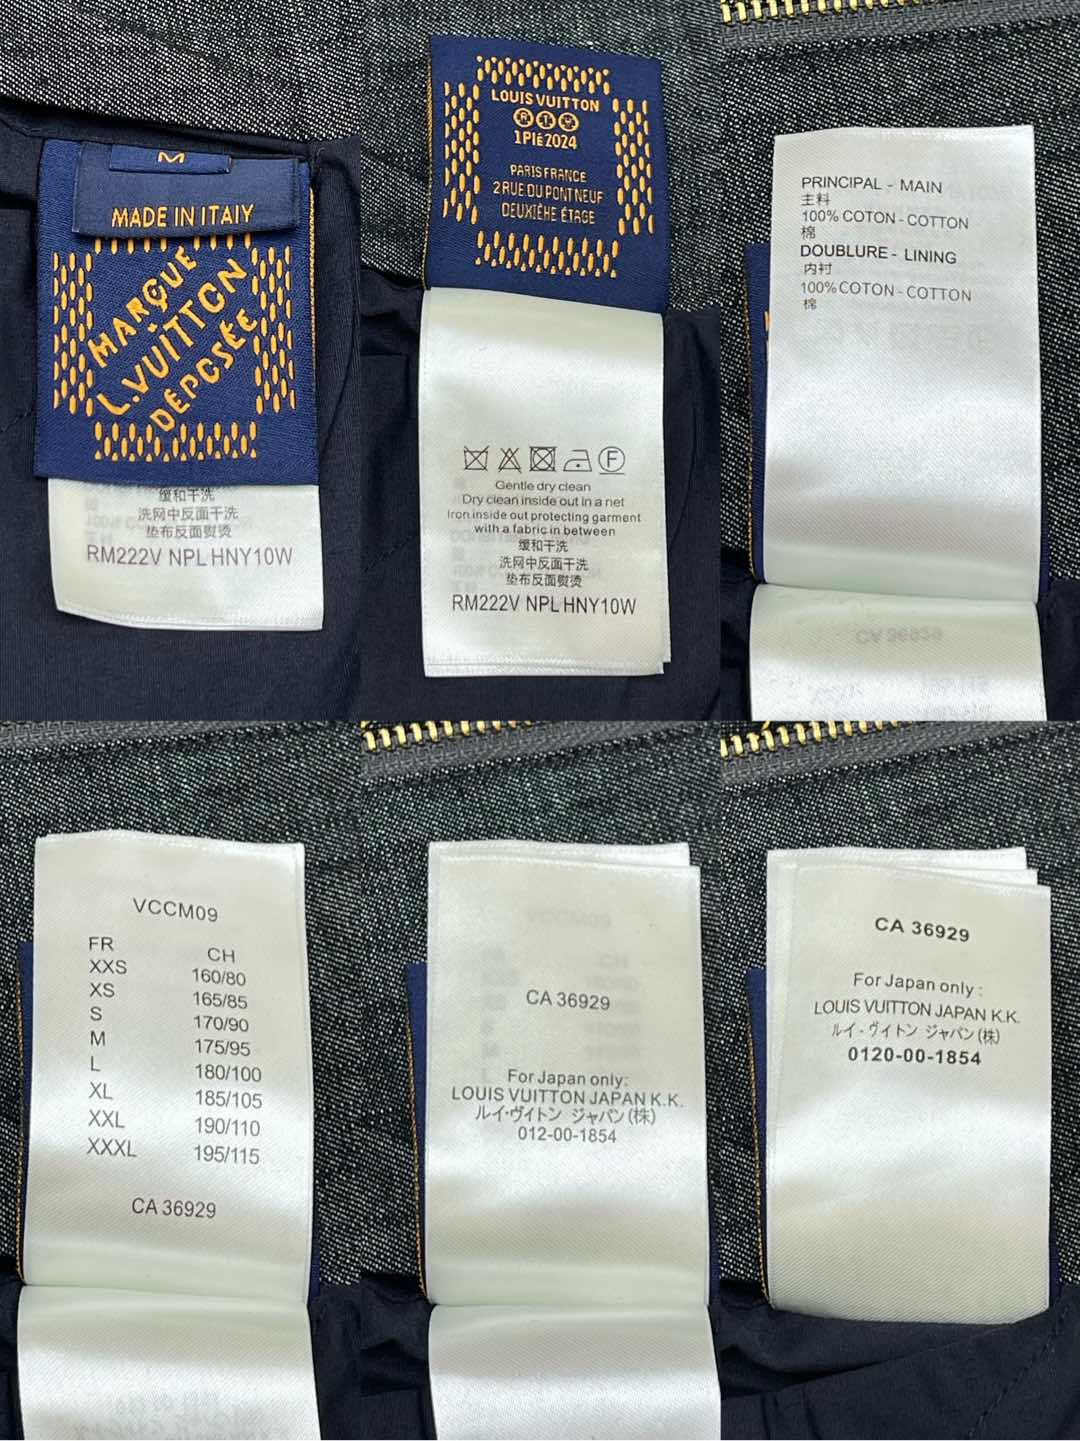 M
MADE IN ITALY
MARQUE
L.VUITTON
DÉPOSÉE
缓和干洗
洗网中反面干洗
垫布反面熨烫
RM222V NPL HNY10W
LOUIS VUITTON
R T W
1PIÉ2024
PARIS FRANCE
2 RUE DU PONT NEUF
DEUXIÈHE ÉTAGE
F
Gentle dry clean
Dry clean inside out in a net
Iron inside out protecting garment
with a fabric in between
缓和干洗
洗网中反面干洗
垫布反面熨烫
RM222V NPL HNY10W
PRINCIPAL - MAIN
主料
100% COTON - COTTON
棉
DOUBLURE - LINING
内衬
100% COTON - COTTON
棉
CA 36929
VCCM09
FR CH
XXS 160/80
XS 165/85
S 170/90
M 175/95
L 180/100
XL 185/105
XXL 190/110
XXXL 195/115
CA 36929
VCCM09
CH
CA 36929
For Japan only:
LOUIS VUITTON JAPAN K.K.
ルイ・ヴィトン ジャパン(株)
012-00-1854
CA 36929
For Japan only :
LOUIS VUITTON JAPAN K.K.
ルイ・ヴィトン ジャパン(株)
0120-00-1854